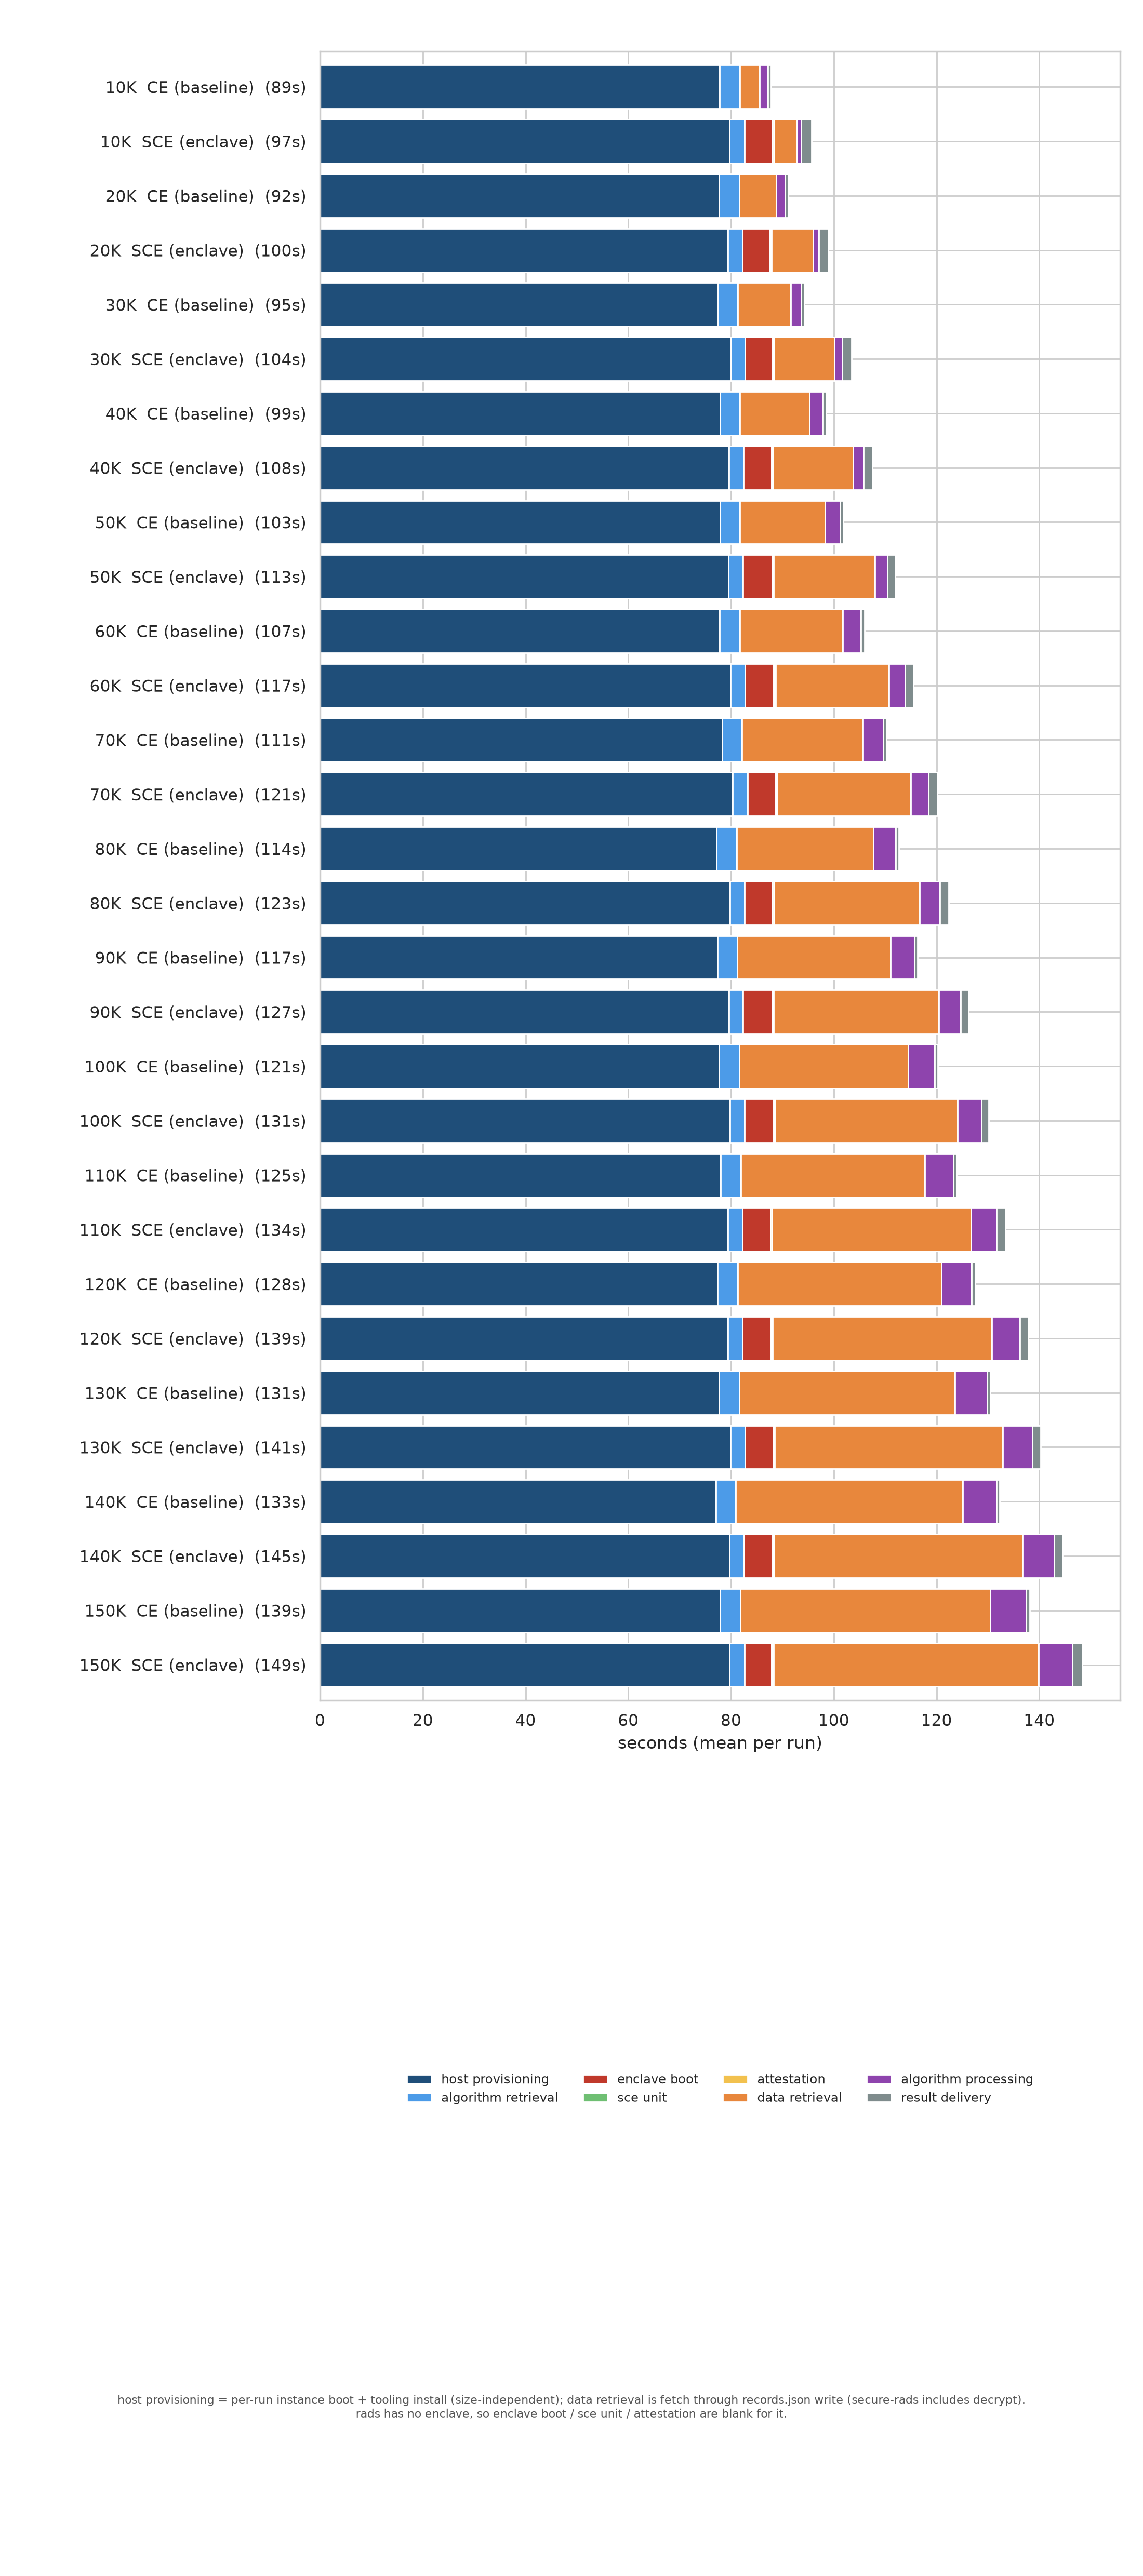 10K  CE (baseline)  (89s)
10K  SCE (enclave)  (97s)
20K  CE (baseline)  (92s)
20K  SCE (enclave)  (100s)
30K  CE (baseline)  (95s)
30K  SCE (enclave)  (104s)
40K  CE (baseline)  (99s)
40K  SCE (enclave)  (108s)
50K  CE (baseline)  (103s)
50K  SCE (enclave)  (113s)
60K  CE (baseline)  (107s)
60K  SCE (enclave)  (117s)
70K  CE (baseline)  (111s)
70K  SCE (enclave)  (121s)
80K  CE (baseline)  (114s)
80K  SCE (enclave)  (123s)
90K  CE (baseline)  (117s)
90K  SCE (enclave)  (127s)
100K  CE (baseline)  (121s)
100K  SCE (enclave)  (131s)
110K  CE (baseline)  (125s)
110K  SCE (enclave)  (134s)
120K  CE (baseline)  (128s)
120K  SCE (enclave)  (139s)
130K  CE (baseline)  (131s)
130K  SCE (enclave)  (141s)
140K  CE (baseline)  (133s)
140K  SCE (enclave)  (145s)
150K  CE (baseline)  (139s)
150K  SCE (enclave)  (149s)
0 20 40 60 80 100 120 140
seconds (mean per run)
host provisioning enclave boot attestation algorithm processing
algorithm retrieval sce unit data retrieval result delivery
host provisioning = per-run instance boot + tooling install (size-independent); data retrieval is fetch through records.json write (secure-rads includes decrypt).
rads has no enclave, so enclave boot / sce unit / attestation are blank for it.